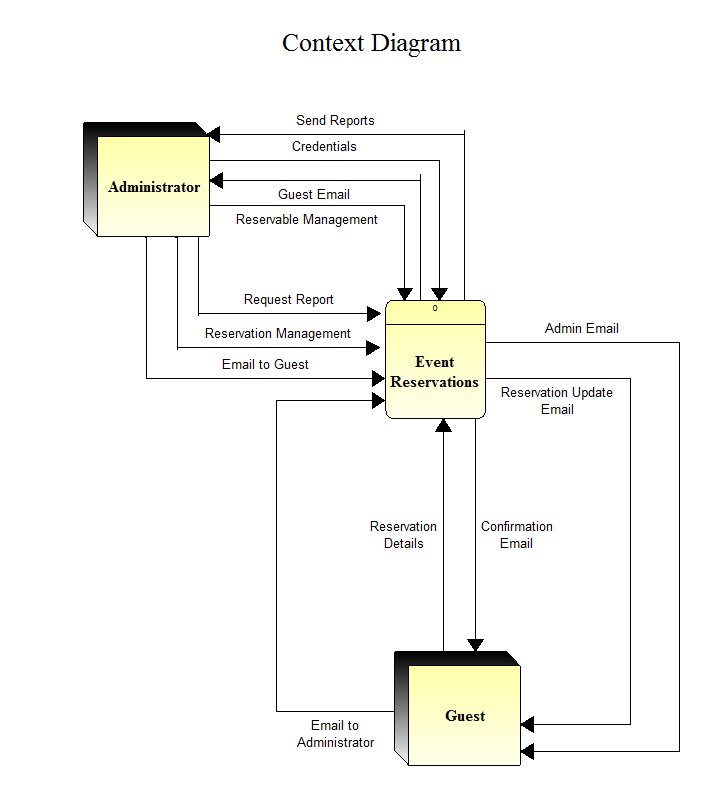 Context Diagram
Send Reports
Credentials
Administrator
Guest Email
Reservable Management
Request Report
0
Admin Email
Reservation Management
Email to Guest
Event
Reservations
Reservation Update
Email
Reservation
Details
Confirmation
Email
Guest
Email to
Administrator